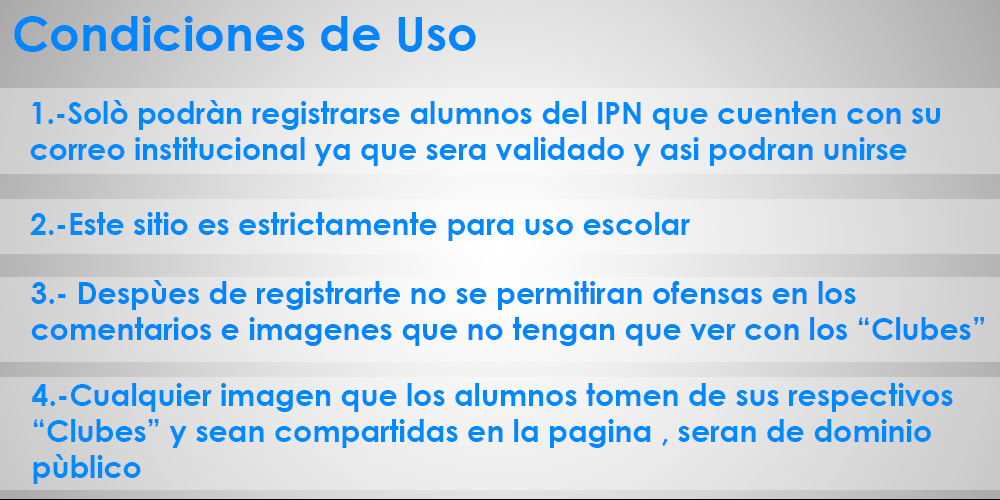 Condiciones de Uso
1.-Solò podràn registrarse alumnos del IPN que cuenten con su
correo institucional ya que sera validado y asi podran unirse
2.-Este sitio es estrictamente para uso escolar
3.- Despùes de registrarte no se permitiran ofensas en los
comentarios e imagenes que no tengan que ver con los “Clubes”
4.-Cualquier imagen que los alumnos tomen de sus respectivos
“Clubes” y sean compartidas en la pagina , seran de dominio
pùblico